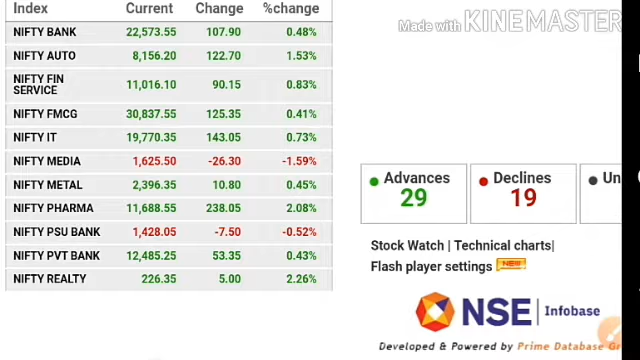 Index Current Change %change
NIFTY BANK 22,573.55 107.90 0.48%
NIFTY AUTO 8,156.20 122.70 1.53%
NIFTY FIN SERVICE 11,016.10 90.15 0.83%
NIFTY FMCG 30,837.55 125.35 0.41%
NIFTY IT 19,770.35 143.05 0.73%
NIFTY MEDIA 1,625.50 -26.30 -1.59%
NIFTY METAL 2,396.35 10.80 0.45%
NIFTY PHARMA 11,688.55 238.05 2.08%
NIFTY PSU BANK 1,428.05 -7.50 -0.52%
NIFTY PVT BANK 12,485.25 53.35 0.43%
NIFTY REALTY 226.35 5.00 2.26%
Made with KINEMASTER
Advances
29
Declines
19
Un
Stock Watch | Technical charts|
Flash player settings NEW
NSE | Infobase
Developed & Powered by Prime Database Gr